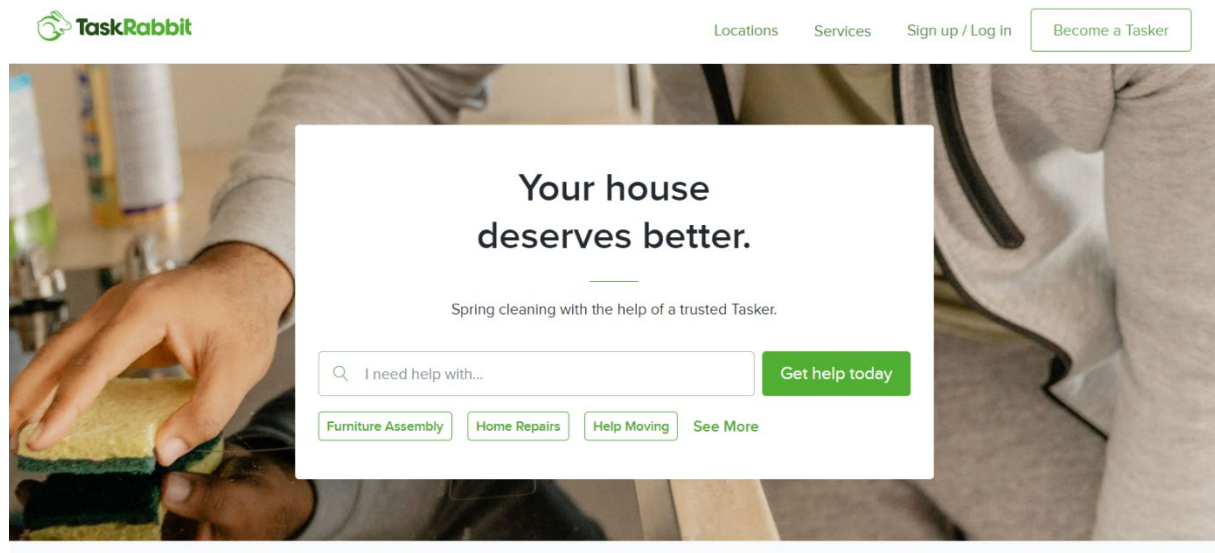 TaskRabbit
Locations
Services
Sign up / Log in
Become a Tasker
Your house
deserves better.
Spring cleaning with the help of a trusted Tasker.
I need help with...
Get help today
Furniture Assembly
Home Repairs
Help Moving
See More